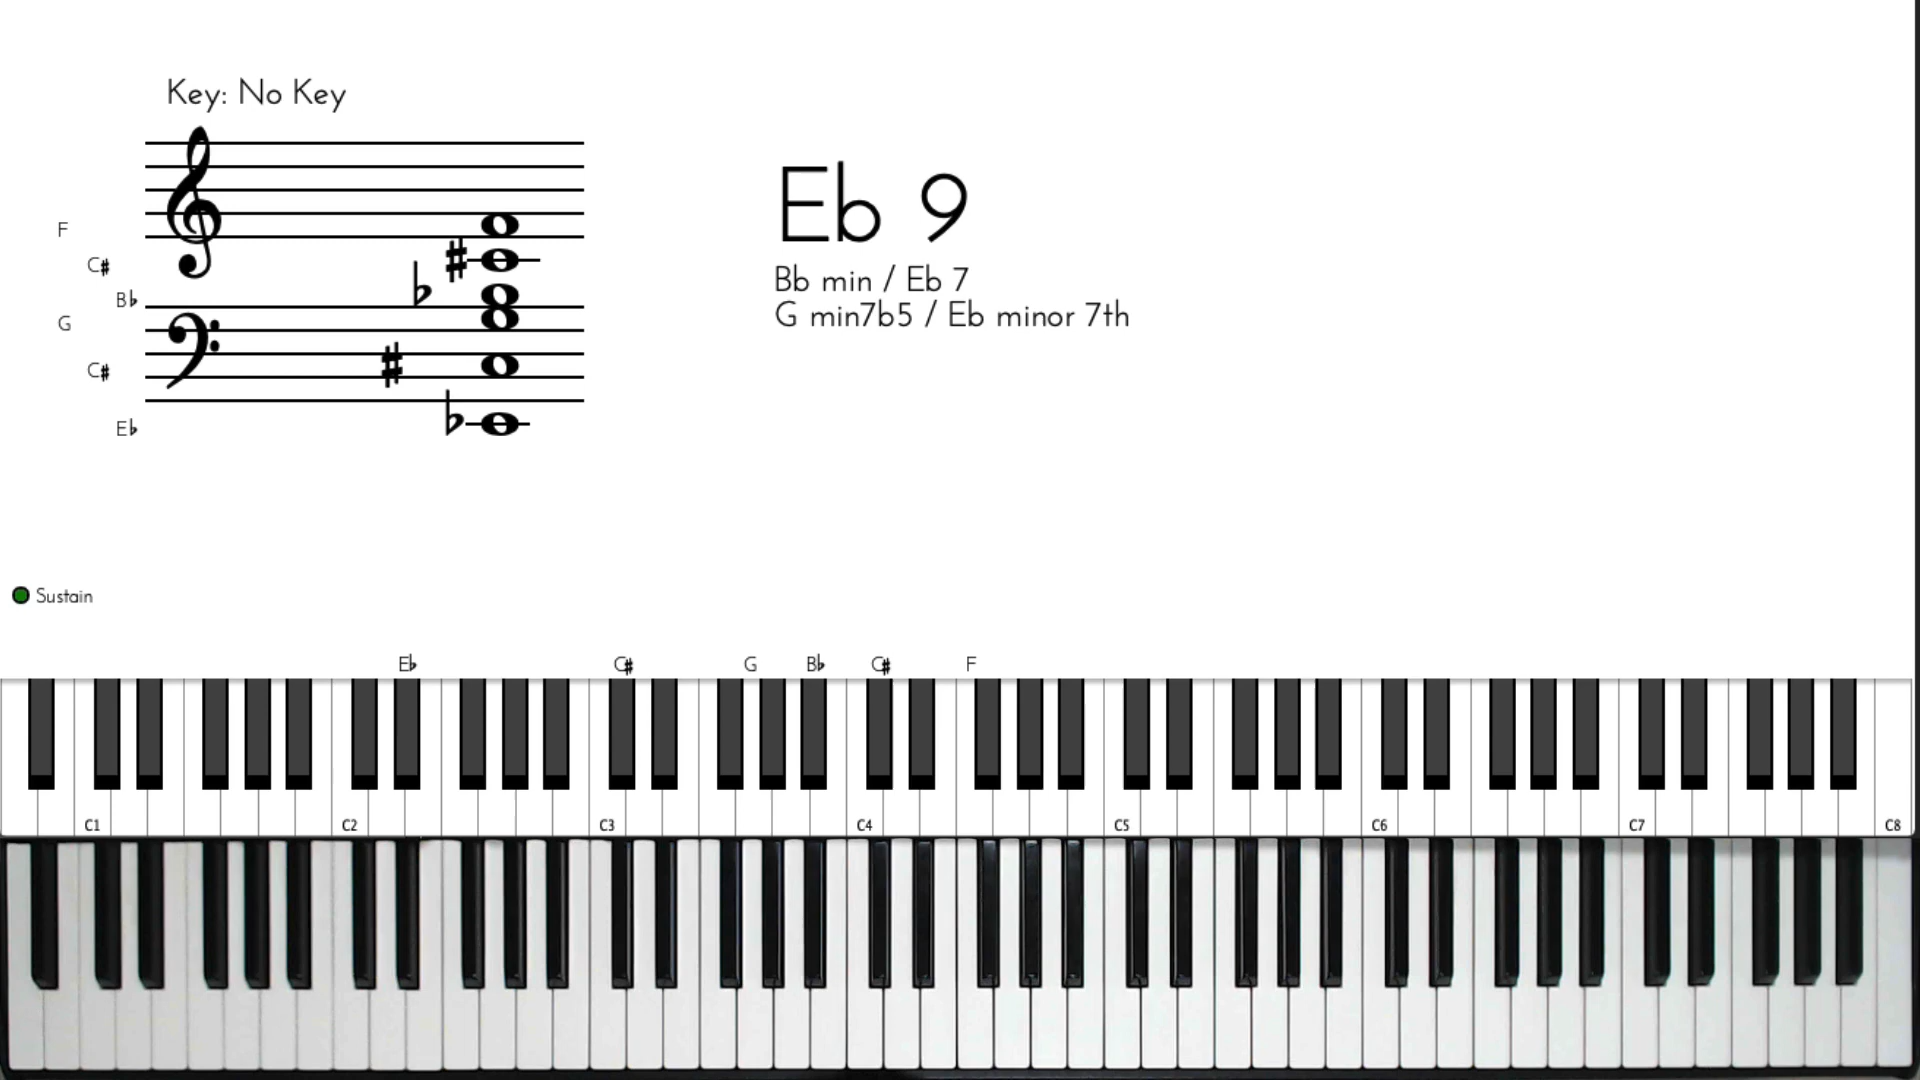 Key: No Key
F
C#
Bb
G
C#
Eb
Eb 9
Bb min / Eb 7
G min7b5 / Eb minor 7th
Sustain
Eb C# G Bb C# F
C1 C2 C3 C4 C5 C6 C7 C8